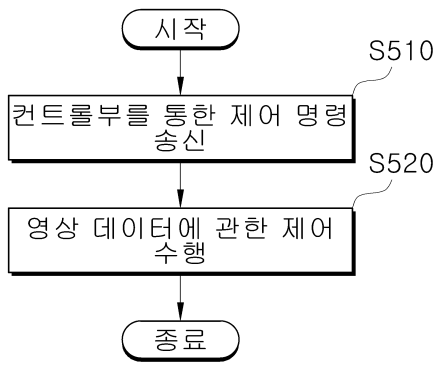 시작
S510
컨트롤부를 통한 제어 명령
송신
S520
영상 데이터에 관한 제어
수행
종료